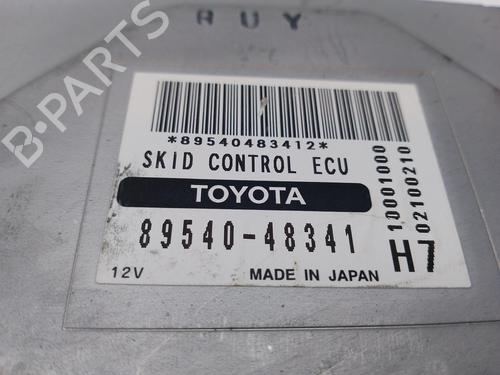 RUY
B-PARTS
*89540483412*
SKID CONTROL ECU
TOYOTA
89540-48341
12V
MADE IN JAPAN
H7
10001000
02100210